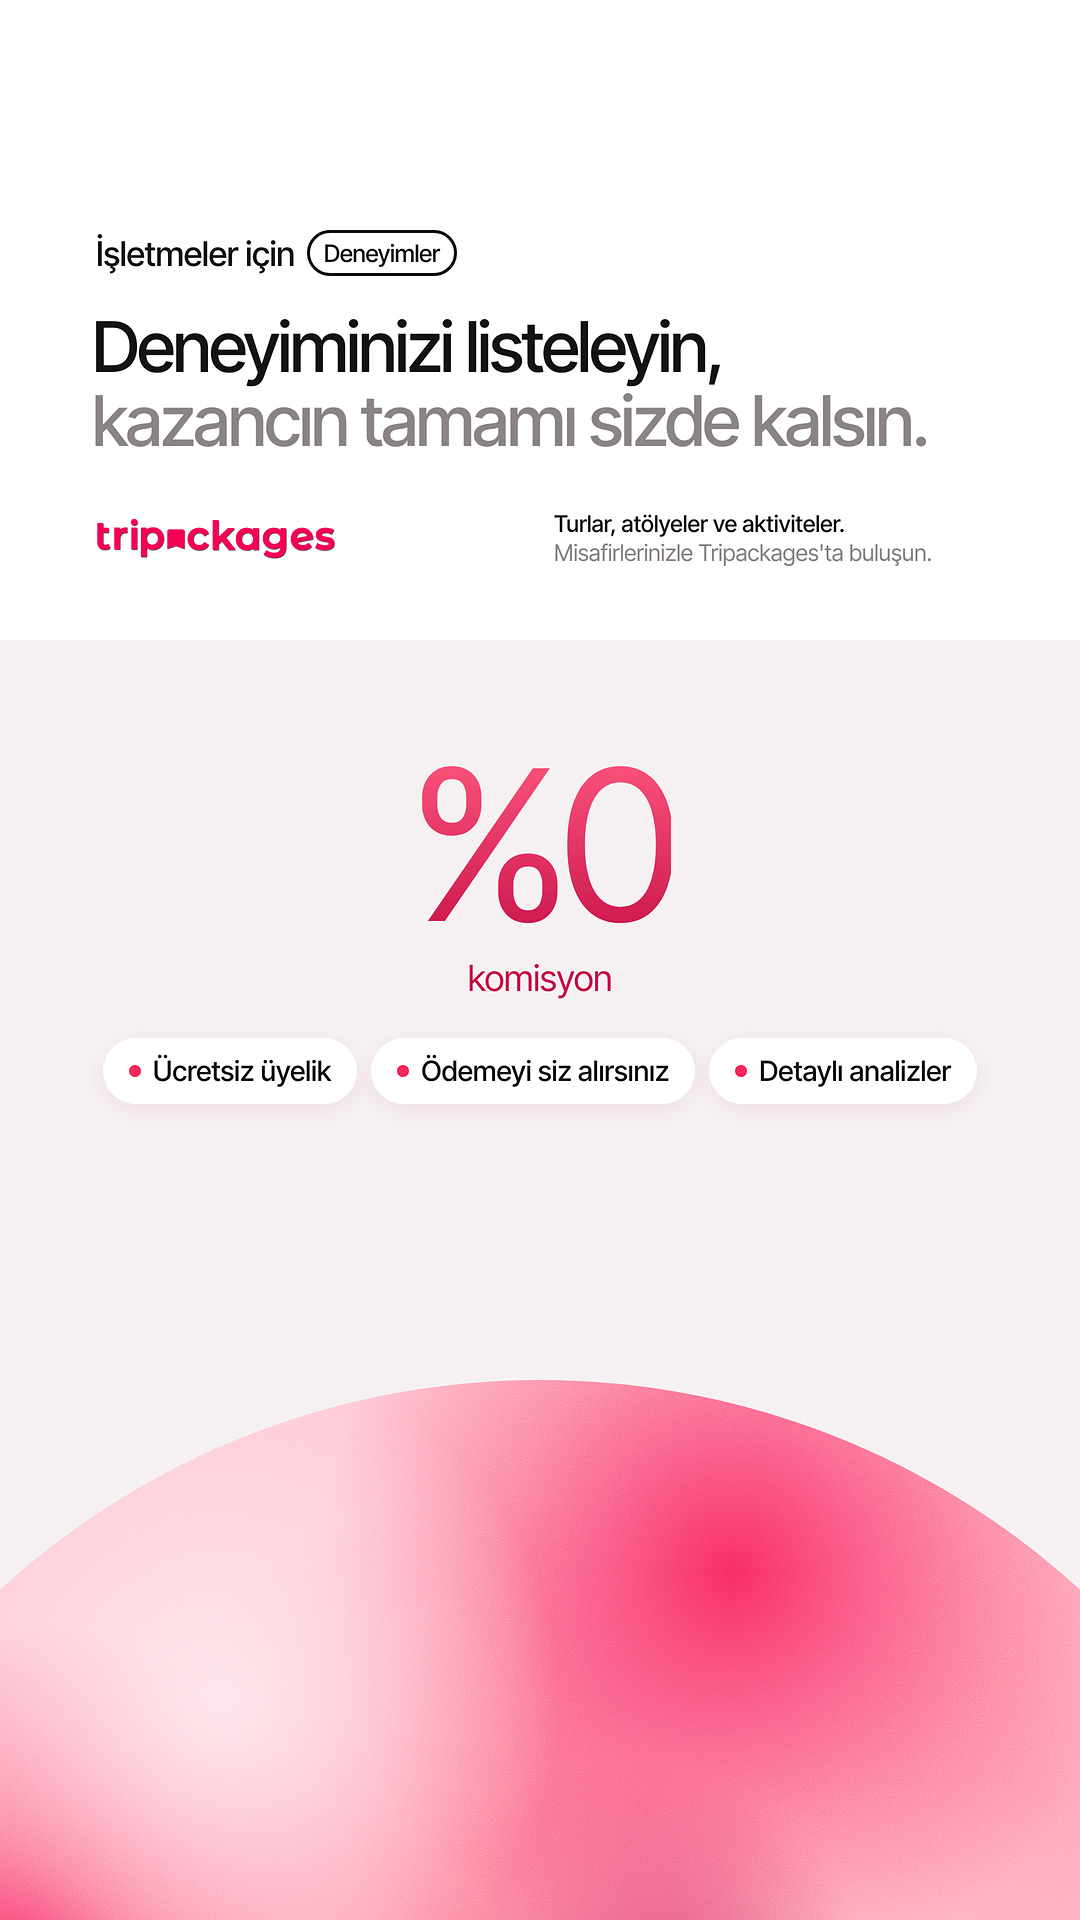 İşletmeler için Deneyimler
Deneyiminizi listeleyin,
kazancın tamamı sizde kalsın.
tripackages
Turlar, atölyeler ve aktiviteler.
Misafirlerinizle Tripackages'ta buluşun.
%0
komisyon
Ücretsiz üyelik
Ödemeyi siz alırsınız
Detaylı analizler